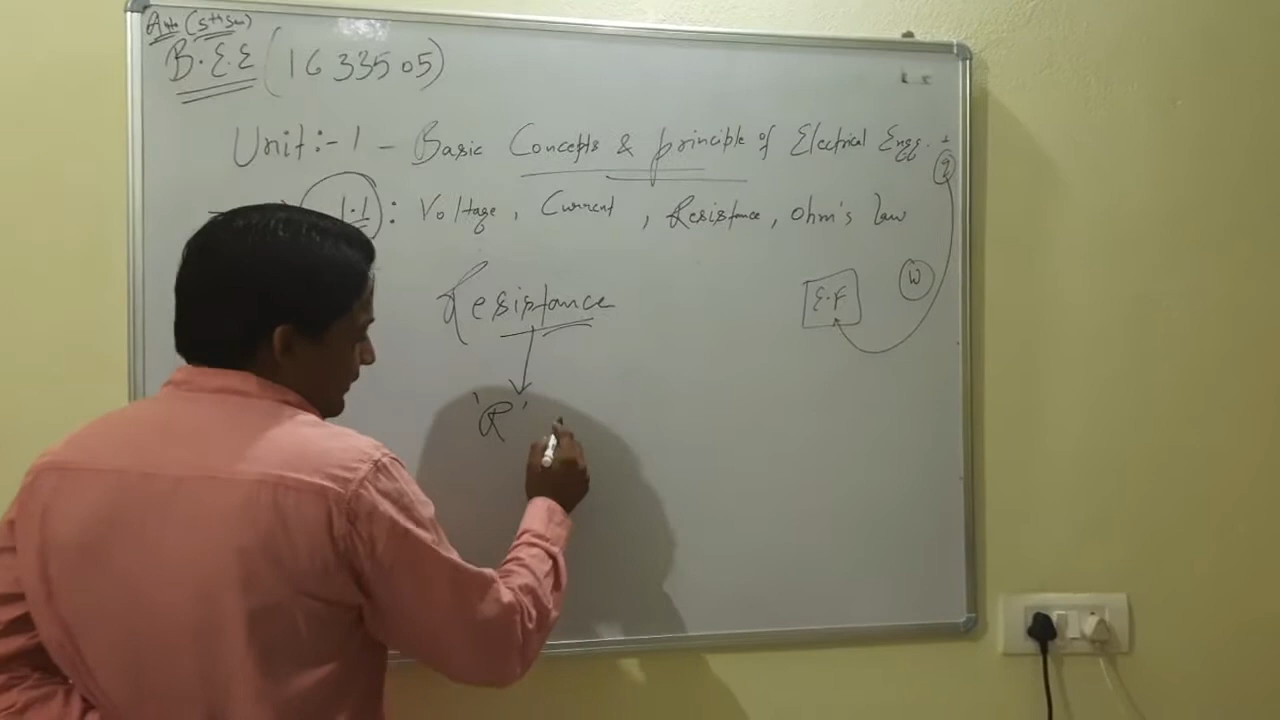 Auto (5th Sem)
B.E.E (1633505)
Unit:- 1 - Basic Concepts & principle of Electrical Engg.
+
q
1.1 : Voltage, Current, Resistance, Ohm's law
Resistance
E.F
W
'R'